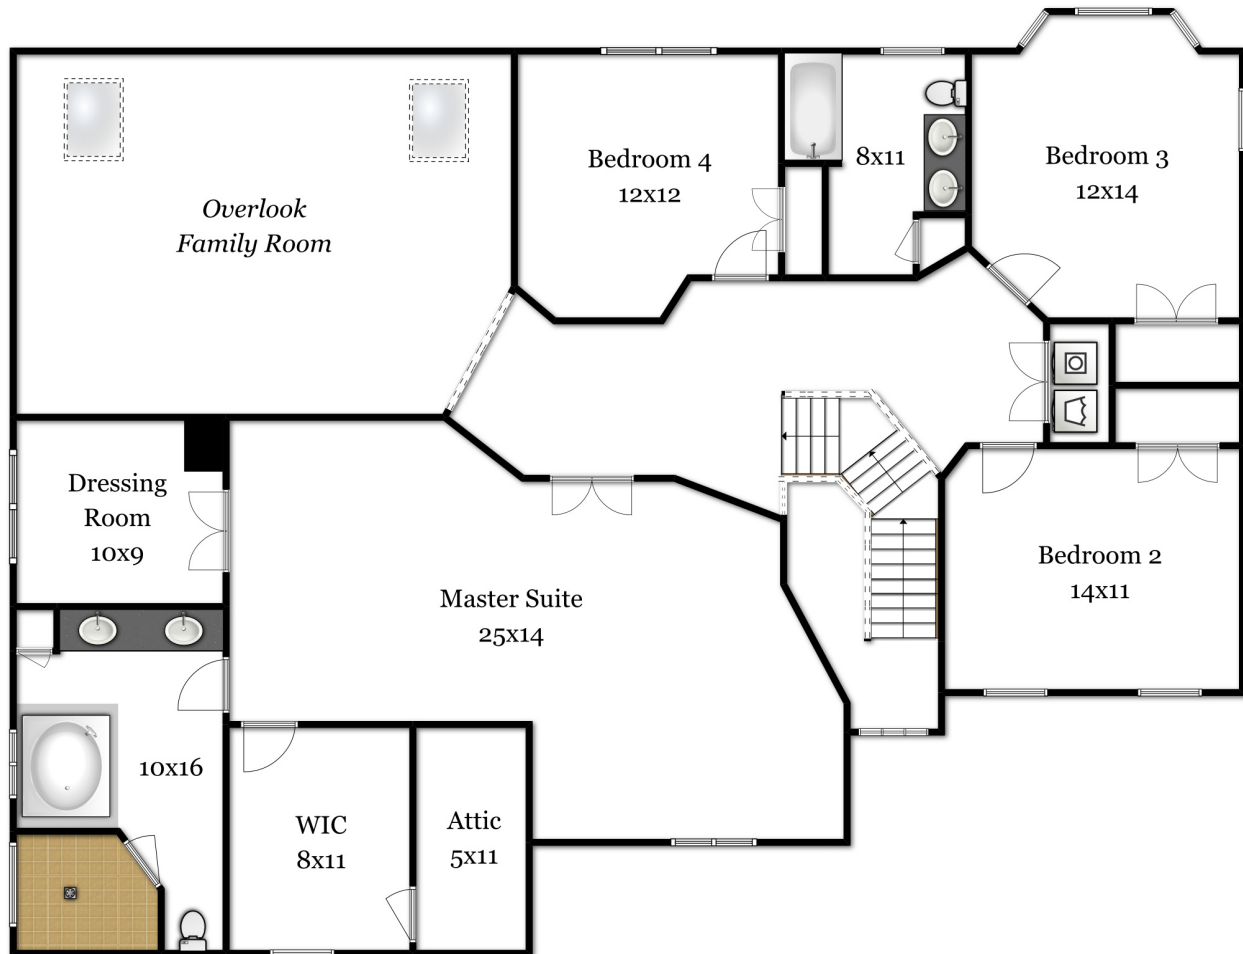 Overlook
Family Room
Bedroom 4
12x12
8x11
Bedroom 3
12x14
Dressing
Room
10x9
Master Suite
25x14
Bedroom 2
14x11
10x16
WIC
8x11
Attic
5x11